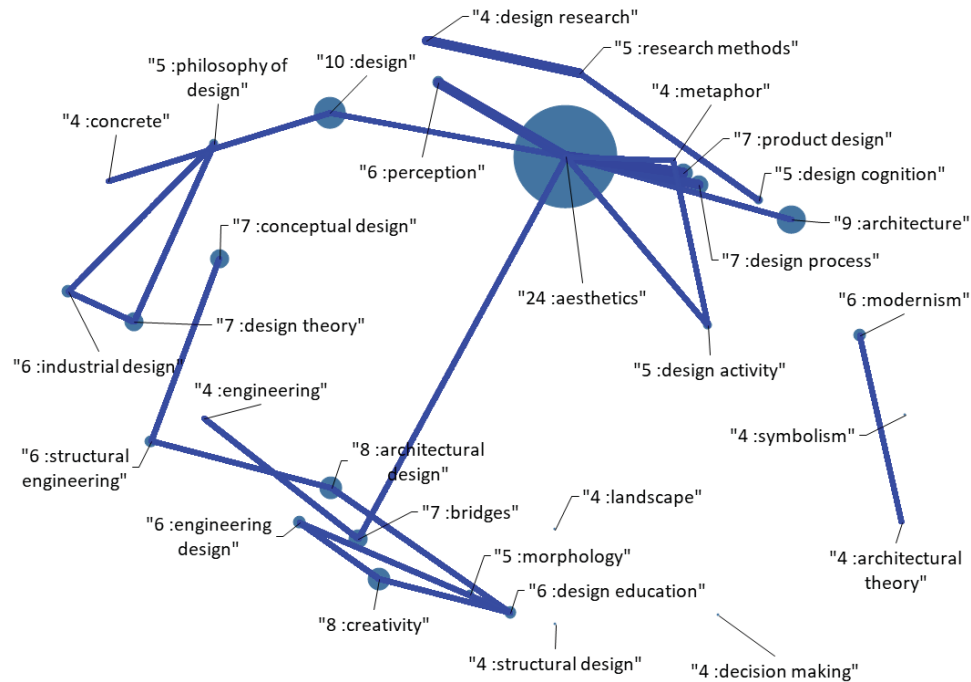 "4 :design research"
"5 :research methods"
"10 :design"
"5 :philosophy of
design"
"4 :metaphor"
"4 :concrete"
"7 :product design"
"6 :perception"
"5 :design cognition"
"9 :architecture"
"7 :conceptual design"
"7 :design process"
"24 :aesthetics"
"6 :modernism"
"7 :design theory"
"6 :industrial design"
"5 :design activity"
"4 :engineering"
"4 :symbolism"
"8 :architectural
design"
"6 :structural
engineering"
"4 :landscape"
"7 :bridges"
"6 :engineering
design"
"5 :morphology"
"4 :architectural
theory"
"6 :design education"
"8 :creativity"
"4 :structural design"
"4 :decision making"